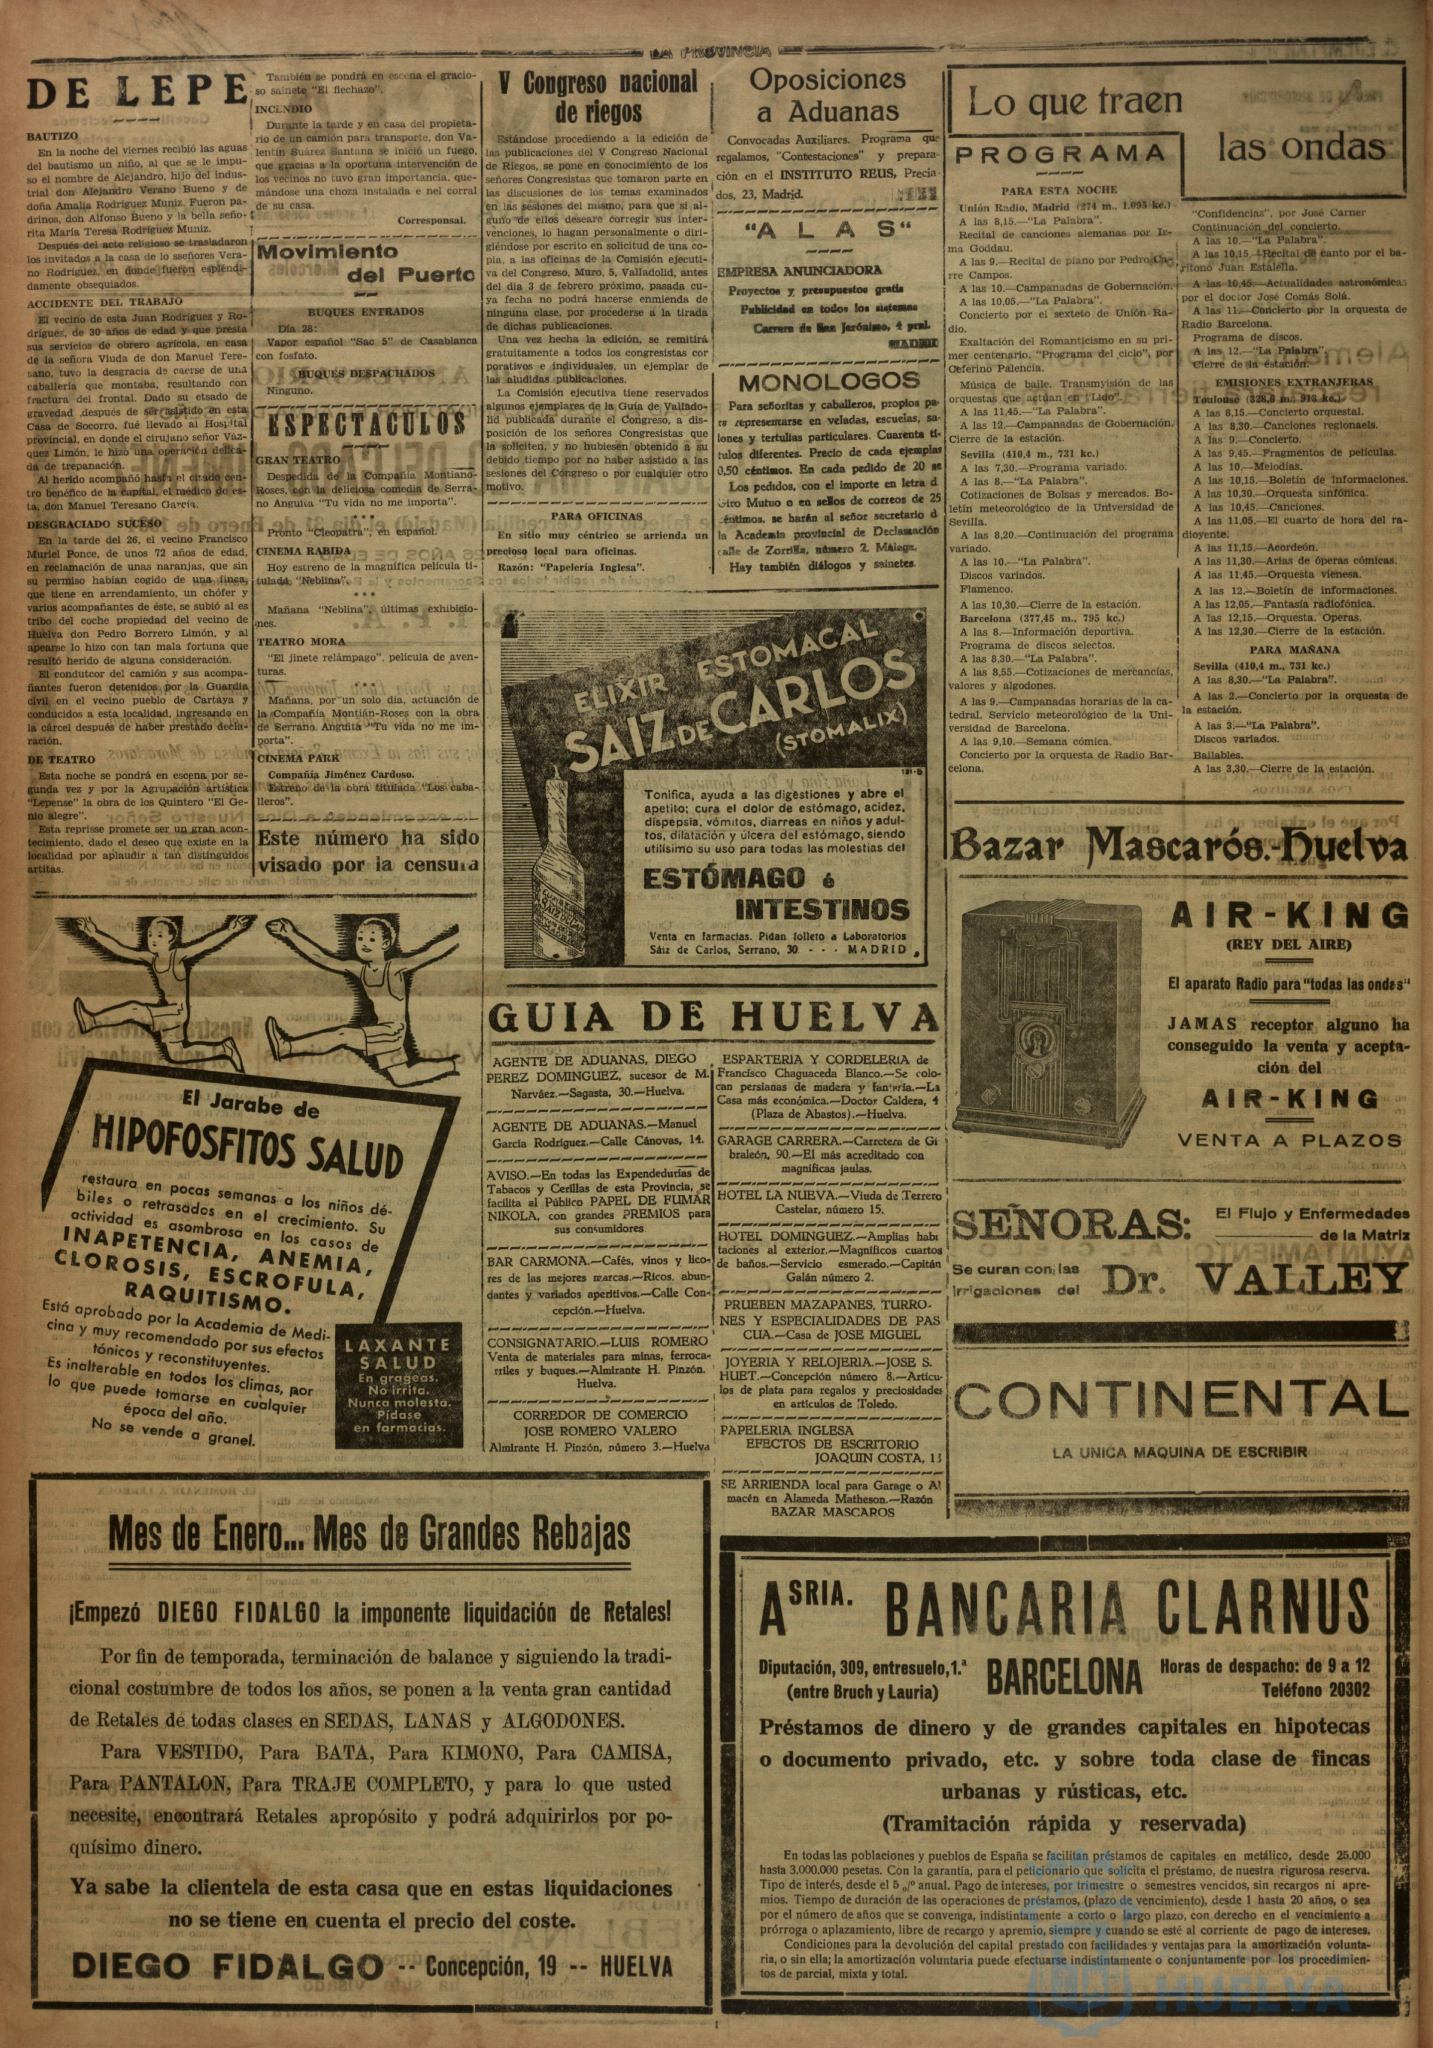 LA PROVINCIA
DE LEPE
BAUTIZO
En la noche del viernes recibió las aguas
del bautismo un niño, al que se le impu-
so el nombre de Alejandro, hijo del indus-
trial don Alejandro Verano Bueno y de
doña Amalia Rodríguez Muniz. Fueron pa-
drinos, don Alfonso Bueno y la bella seño-
rita María Teresa Rodríguez Muniz.
Después del acto religioso se trasladaron
los invitados a la casa de lo sseñores Vera-
no Rodríguez, en donde fueron espléndi-
damente obsequiados.
ACCIDENTE DEL TRABAJO
El vecino de esta Juan Rodríguez y Ro-
dríguez, de 30 años de edad y que presta
sus servicios de obrero agrícola, en casa
de la señora Viuda de don Manuel Tere-
sano, tuvo la desgracia de caerse de una
caballería que montaba, resultando con
fractura del frontal. Dado su etsado de
gravedad ,después de ser asistido en esta
Casa de Socorro, fué llevado al Hospital
provincial, en donde el cirujano señor Váz-
quez Limón, le hizo una operación delica-
da de trepanación.
Al herido acompañó hasta el citado cen-
tro benéfico de la capital, el médico de es-
ta, don Manuel Teresano García.
DESGRACIADO SUCESO
En la tarde del 26, el vecino Francisco
Muriel Ponce, de unos 72 años de edad,
en reclamación de unas naranjas, que sin
su permiso habían cogido de una finca,
que tiene en arrendamiento, un chófer y
varios acompañantes de éste, se subió al es
tribo del coche propiedad del vecino de
Huelva don Pedro Borrero Limón, y al
apearse lo hizo con tan mala fortuna que
resultó herido de alguna consideración.
El condutcor del camión y sus acompa-
ñantes fueron detenidos por la Guardia
civil en el vecino pueblo de Cartaya y
conducidos a esta localidad, ingresando en
la cárcel después de haber prestado decla-
ración.
DE TEATRO
Esta noche se pondrá en escena por se-
gunda vez y por la Agrupación artística
"Lepense" la obra de los Quintero "El Ge-
nio alegre".
Esta reprisse promete ser un gran acon-
tecimiento, dado el deseo que existe en la
localidad por aplaudir a tan distinguidos
artitas.
También se pondrá en escena el gracio-
so sainete "El flechazo".
INCENDIO
Durante la tarde y en casa del propieta-
rio de un camión para transporte, don Va-
lentín Suárez Santana se inició un fuego,
que gracias a la oportuna intervención de
los vecinos no tuvo gran importancia, que-
mándose una choza instalada e nel corral
de su casa.
Corresponsal.
Movimiento
del Puerto
BUQUES ENTRADOS
Día 28:
Vapor español "Sac 5" de Casablanca
con fosfato.
BUQUES DESPACHADOS
Ninguno.
ESPECTACULOS
GRAN TEATRO
Despedida de la Compañía Montiano-
Roses, con la deliciosa comedia de Serra-
no Anguita "Tu vida no me importa".
***
Pronto "Cleopatra", en español.
CINEMA RABIDA
Hoy estreno de la magnífica película ti-
tulada "Neblina".
***
Mañana "Neblina", últimas exhibicio-
nes.
TEATRO MORA
"El jinete relámpago", película de aven-
turas.
***
Mañana, por un solo día, actuación de
la Compañía Montián-Roses con la obra
de Serrano Anguita "Tu vida no me im-
porta".
CINEMA PARK
Compañía Jiménez Cardoso.
Estreno de la obra titulada "Los caba-
lleros".
Este número ha sido
visado por la censura
V Congreso nacional
de riegos
Estándose procediendo a la edición de
las publicaciones del V Congreso Nacional
de Riegos, se pone en conocimiento de los
señores Congresistas que tomaron parte en
las discusiones de los temas examinados
en las sesiones del mismo, para que si al-
guno de ellos deseare corregir sus inter-
venciones, lo hagan personalmente o diri-
giéndose por escrito en solicitud de una co-
pia, a las oficinas de la Comisión ejecuti-
va del Congreso, Muro, 5, Valladolid, antes
del día 3 de febrero próximo, pasada cu-
ya fecha no podrá hacerse enmienda de
ninguna clase, por procederse a la tirada
de dichas publicaciones.
Una vez hecha la edición, se remitirá
gratuitamente a todos los congresistas cor
porativos e individuales, un ejemplar de
las aludidas publicaciones.
La Comisión ejecutiva tiene reservados
algunos ejemplares de la Guía de Vallado-
lid publicada durante el Congreso, a dis-
posición de los señores Congresistas que
la soliciten, y no hubiesen obtenido a su
debido tiempo por no haber asistido a las
sesiones del Congreso o por cualquier otro
motivo.
PARA OFICINAS
En sitio muy céntrico se arrienda un
precioso local para oficinas.
Razón: "Papelería Inglesa".
Oposiciones
a Aduanas
Convocadas Auxiliares. Programa que
regalamos, "Contestaciones" y prepara-
ción en el INSTITUTO REUS, Precia-
dos, 23, Madrid.
"ALAS"
EMPRESA ANUNCIADORA
Proyectos y presupuestos gratis
Publicidad en todos los sistemas
Carrera de San Jerónimo, 4 pral.
MADRID
MONOLOGOS
Para señoritas y caballeros, propios pa-
ra representarse en veladas, escuelas, sa-
lones y tertulias particulares. Cuarenta tí-
tulos diferentes. Precio de cada ejemplar
0,50 céntimos. En cada pedido de 20 se
Los pedidos, con el importe en letra d
Giro Mutuo o en sellos de correos de 25
céntimos, se harán al señor secretario d
la Academia provincial de Declamación
calle de Zorrilla, número 2. Málaga.
Hay también diálogos y sainetes.
ELIXIR ESTOMACAL
SAIZ DE CARLOS
(STOMALIX)
Tonifica, ayuda a las digestiones y abre el
apetito; cura el dolor de estómago, acidez,
dispepsia, vómitos, diarreas en niños y adul-
tos, dilatación y úlcera del estómago, siendo
utilísimo su uso para todas las molestias del
ESTÓMAGO é
INTESTINOS
Venta en farmacias. Pidan folleto a Laboratorios
Sáiz de Carlos, Serrano, 30 - - - MADRID
Lo que traen
las ondas
PROGRAMA
PARA ESTA NOCHE
Unión Radio, Madrid (274 m., 1.095 kc.)
A las 8,15.—"La Palabra".
Recital de canciones alemanas por Ir-
ma Goddau.
A las 9.—Recital de piano por Pedro Ca-
rre Campos.
A las 10.—Campanadas de Gobernación.
A las 10,05.—"La Palabra".
Concierto por el sexteto de Unión Ra-
dio.
Exaltación del Romanticismo en su pri-
mer centenario. "Programa del ciclo", por
Ceferino Palencia.
Música de baile. Transmyisión de las
orquestas que actúan en "Lido".
A las 11,45.—"La Palabra".
A las 12.—Campanadas de Gobernación.
Cierre de la estación.
Sevilla (410,4 m., 731 kc.)
A las 7,30.—Programa variado.
A las 8.—"La Palabra".
Cotizaciones de Bolsas y mercados. Bo-
letín meteorológico de la Universidad de
Sevilla.
A las 8,20.—Continuación del programa
variado.
A las 10.—"La Palabra".
Discos variados.
Flamenco.
A las 10,30.—Cierre de la estación.
Barcelona (377,45 m., 795 kc.)
A las 8.—Información deportiva.
Programa de discos selectos.
A las 8,30.—"La Palabra".
A las 8,55.—Cotizaciones de mercancías,
valores y algodones.
A las 9.—Campanadas horarias de la ca-
tedral. Servicio meteorológico de la Uni-
versidad de Barcelona.
A las 9,10.—Semana cómica.
Concierto por la orquesta de Radio Bar-
celona.
"Confidencias", por José Carner
Continuación del concierto.
A las 10.—"La Palabra".
A las 10,15.—Recital de canto por el ba-
rítono Juan Estalella.
A las 10,45.—Actualidades astronómicas
por el doctor José Comás Solá.
A las 11.—Concierto por la orquesta de
Radio Barcelona.
Programa de discos.
A las 12.—"La Palabra".
Cierre de la estación.
EMISIONES EXTRANJERAS
Toulouse (328,6 m., 913 kc.)
A las 8,15.—Concierto orquestal.
A las 8,30.—Canciones regionaels.
A las 9.—Concierto.
A las 9,45.—Fragmentos de películas.
A las 10.—Melodías.
A las 10,15.—Boletín de informaciones.
A las 10,30.—Orquesta sinfónica.
A las 10,45.—Canciones.
A las 11,05.—El cuarto de hora del ra-
dioyente.
A las 11,15.—Acordeón.
A las 11,30.—Arias de óperas cómicas.
A las 11,45.—Orquesta vienesa.
A las 12.—Boletín de informaciones.
A las 12,05.—Fantasía radiofónica.
A las 12,15.—Orquesta. Operas.
A las 12,30.—Cierre de la estación.
PARA MAÑANA
Sevilla (410,4 m., 731 kc.)
A las 8,30.—"La Palabra".
A las 2.—Concierto por la orquesta de
la estación.
A las 3.—"La Palabra".
Discos variados.
Bailables.
A las 3,30.—Cierre de la estación.
Bazar Mascarós.-Huelva
AIR-KING
(REY DEL AIRE)
El aparato Radio para "todas las ondas"
JAMAS receptor alguno ha
conseguido la venta y acepta-
ción del
AIR-KING
VENTA A PLAZOS
SEÑORAS:
El Flujo y Enfermedades
de la Matriz
Se curan con las
irrigaciones del
Dr. VALLEY
CONTINENTAL
LA UNICA MAQUINA DE ESCRIBIR
El Jarabe de
HIPOFOSFITOS SALUD
restaura en pocas semanas a los niños dé-
biles o retrasados en el crecimiento. Su
actividad es asombrosa en los casos de
INAPETENCIA, ANEMIA,
CLOROSIS, ESCROFULA,
RAQUITISMO.
Está aprobado por la Academia de Medi-
cina y muy recomendado por sus efectos
tónicos y reconstituyentes.
Es inalterable en todos los climas, por
lo que puede tomarse en cualquier
época del año.
No se vende a granel.
LAXANTE
SALUD
En grageas.
No irrita.
Nunca molesta.
Pídase
en farmacias.
GUIA DE HUELVA
AGENTE DE ADUANAS, DIEGO
PEREZ DOMINGUEZ, sucesor de M.
Narváez.—Sagasta, 30.—Huelva.
AGENTE DE ADUANAS.—Manuel
García Rodríguez.—Calle Cánovas, 14.
AVISO.—En todas las Expendedurías de
Tabacos y Cerillas de esta Provincia, se
facilita al Público PAPEL DE FUMAR
NIKOLA, con grandes PREMIOS para
sus consumidores
BAR CARMONA.—Cafés, vinos y lico-
res de las mejores marcas.—Ricos, abun-
dantes y variados aperitivos.—Calle Con-
cepción.—Huelva.
CONSIGNATARIO.—LUIS ROMERO
Venta de materiales para minas, ferroca-
rriles y buques.—Almirante H. Pinzón.
Huelva.
CORREDOR DE COMERCIO
JOSE ROMERO VALERO
Almirante H. Pinzón, número 3.—Huelva
ESPARTERIA Y CORDELERIA de
Francisco Chaguaceda Blanco.—Se colo-
can persianas de madera y fantería.—La
Casa más económica.—Doctor Caldera, 4
(Plaza de Abastos).—Huelva.
GARAGE CARRERA.—Carretera de Gi
braleón, 90.—El más acreditado con
magníficas jaulas.
HOTEL LA NUEVA.—Viuda de Terrero
Castelar, número 15.
HOTEL DOMINGUEZ.—Amplias habi
taciones al exterior.—Magníficos cuartos
de baños.—Servicio esmerado.—Capitán
Galán número 2.
PRUEBEN MAZAPANES, TURRO-
NES Y ESPECIALIDADES DE PAS
CUA.—Casa de JOSE MIGUEL
JOYERIA Y RELOJERIA.—JOSE S.
HUET.—Concepción número 8.—Artícu-
los de plata para regalos y preciosidades
en artículos de Toledo.
PAPELERIA INGLESA
EFECTOS DE ESCRITORIO
JOAQUIN COSTA, 13
SE ARRIENDA local para Garage o Al
macén en Alameda Matheson.—Razón
BAZAR MASCAROS
Mes de Enero... Mes de Grandes Rebajas
¡Empezó DIEGO FIDALGO la imponente liquidación de Retales!
Por fin de temporada, terminación de balance y siguiendo la tradi-
cional costumbre de todos los años, se ponen a la venta gran cantidad
de Retales de todas clases en SEDAS, LANAS y ALGODONES.
Para VESTIDO, Para BATA, Para KIMONO, Para CAMISA,
Para PANTALON, Para TRAJE COMPLETO, y para lo que usted
necesite, encontrará Retales apropósito y podrá adquirirlos por po-
quísimo dinero.
Ya sabe la clientela de esta casa que en estas liquidaciones
no se tiene en cuenta el precio del coste.
DIEGO FIDALGO -- Concepción, 19 -- HUELVA
ASRIA. BANCARIA CLARNUS
Diputación, 309, entresuelo, 1.ª
(entre Bruch y Lauria)
BARCELONA
Horas de despacho: de 9 a 12
Teléfono 20302
Préstamos de dinero y de grandes capitales en hipotecas
o documento privado, etc. y sobre toda clase de fincas
urbanas y rústicas, etc.
(Tramitación rápida y reservada)
En todas las poblaciones y pueblos de España se facilitan préstamos de capitales en metálico, desde 25.000
hasta 3.000.000 pesetas. Con la garantía, para el peticionario que solicita el préstamo, de nuestra rigurosa reserva.
Tipo de interés, desde el 5 % anual. Pago de intereses, por trimestre o semestres vencidos, sin recargos ni apre-
mios. Tiempo de duración de las operaciones de préstamos, (plazo de vencimiento), desde 1 hasta 20 años, o sea
por el número de años que se convenga, indistintamente a corto o largo plazo, con derecho en el vencimiento a
prórroga o aplazamiento, libre de recargo y apremio, siempre y cuando se esté al corriente de pago de intereses.
Condiciones para la devolución del capital prestado con facilidades y ventajas para la amortización volunta-
ria, o sin ella; la amortización voluntaria puede efectuarse indistintamente o conjuntamente por los procedimien-
tos de parcial, mixta y total.
HUELVA